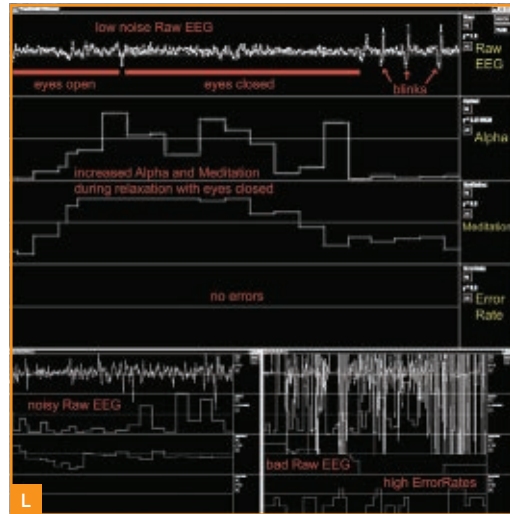 low noise Raw EEG
Raw
EEG
eyes open
eyes closed
blinks
Alpha
increased Alpha and Meditation
during relaxation with eyes closed
Meditation
no errors
Error
Rate
noisy Raw EEG
bad Raw EEG
high ErrorRates
L